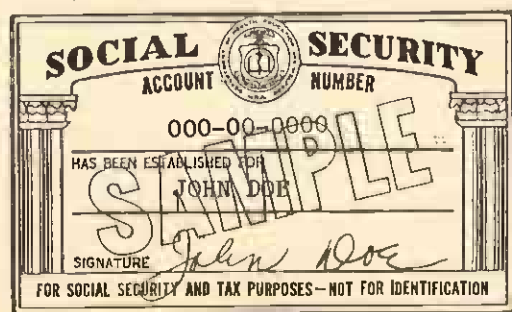 SOCIAL SECURITY
ACCOUNT NUMBER
000-00-0000
HAS BEEN ESTABLISHED FOR
JOHN DOE
SAMPLE
SIGNATURE John Doe
FOR SOCIAL SECURITY AND TAX PURPOSES—NOT FOR IDENTIFICATION